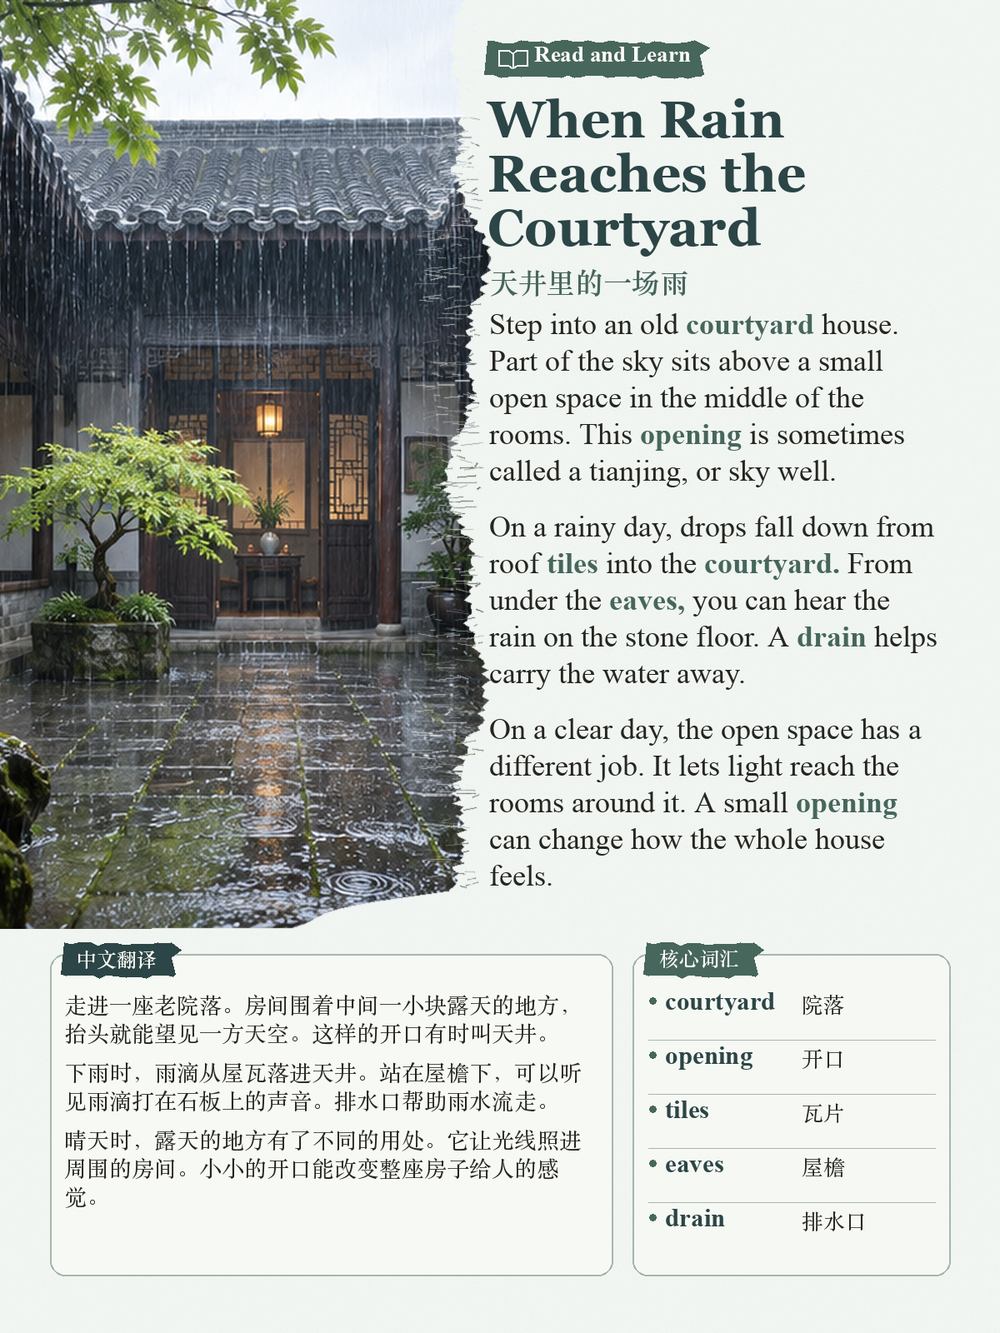 Read and Learn
When Rain
Reaches the
Courtyard
天井里的一场雨
Step into an old courtyard house.
Part of the sky sits above a small
open space in the middle of the
rooms. This opening is sometimes
called a tianjing, or sky well.
On a rainy day, drops fall down from
roof tiles into the courtyard. From
under the eaves, you can hear the
rain on the stone floor. A drain helps
carry the water away.
On a clear day, the open space has a
different job. It lets light reach the
rooms around it. A small opening
can change how the whole house
feels.
中文翻译
走进一座老院落。房间围着中间一小块露天的地方，
抬头就能望见一方天空。这样的开口有时叫天井。
下雨时，雨滴从屋瓦落进天井。站在屋檐下，可以听
见雨滴打在石板上的声音。排水口帮助雨水流走。
晴天时，露天的地方有了不同的用处。它让光线照进
周围的房间。小小的开口能改变整座房子给人的感
觉。
核心词汇
• courtyard 院落
• opening 开口
• tiles 瓦片
• eaves 屋檐
• drain 排水口